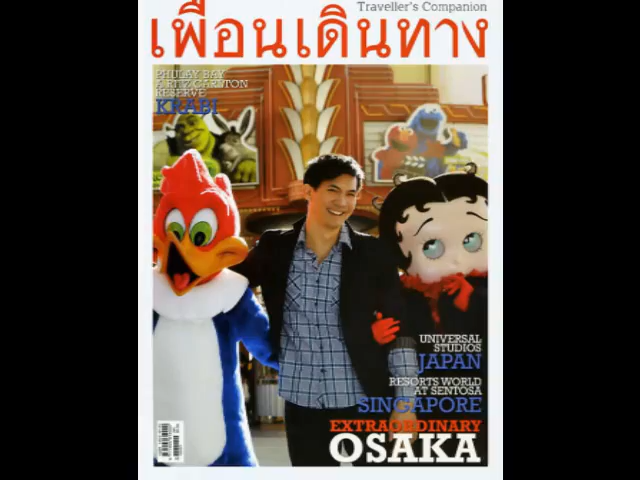 Traveller's Companion
เพื่อนเดินทาง
PHULAY BAY
A RITZ-CARLTON
RESERVE
KRABI
UNIVERSAL
STUDIOS
JAPAN
RESORTS WORLD
AT SENTOSA
SINGAPORE
EXTRAORDINARY
OSAKA